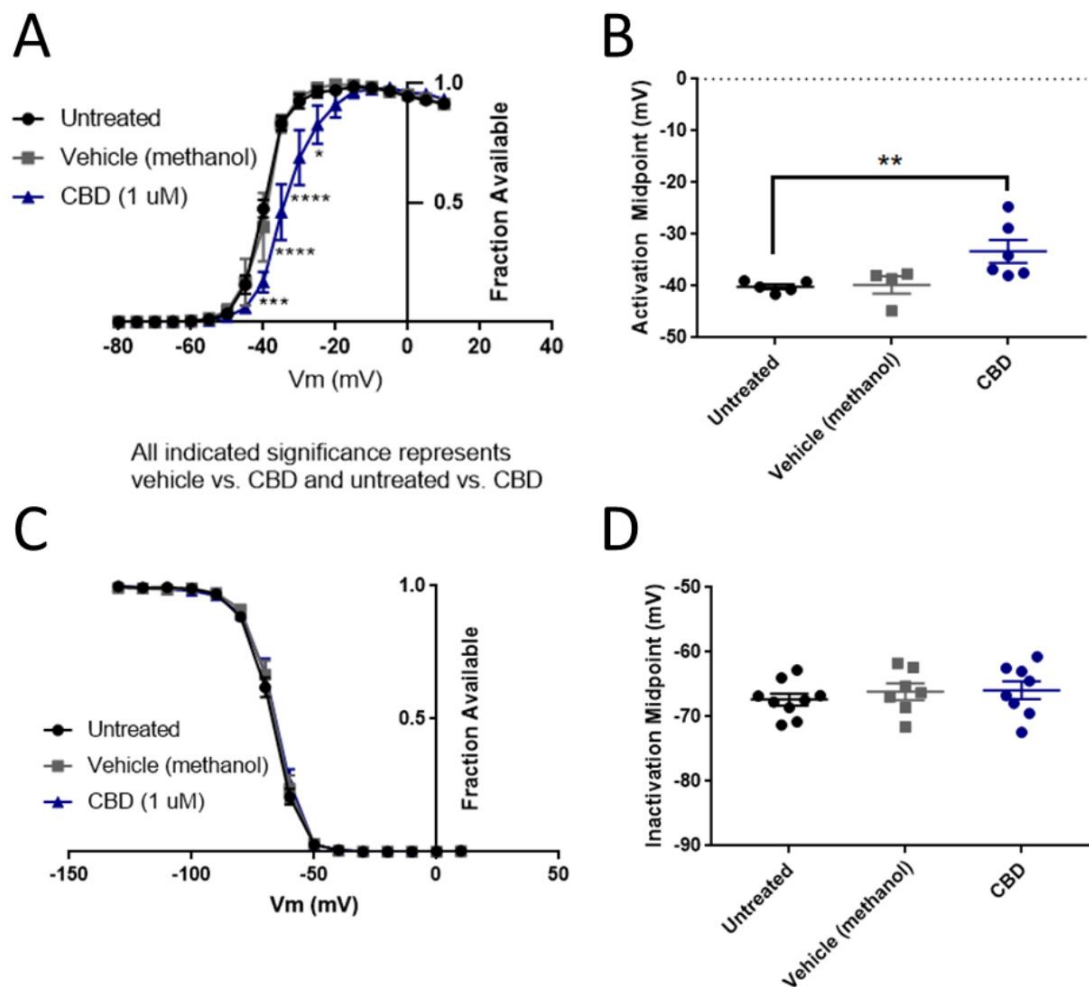 A
Untreated
Vehicle (methanol)
CBD (1 uM)
1.0
0.5
Fraction Available
*
****
****
***
-80
-60
-40
-20
0
20
40
Vm (mV)
All indicated significance represents
vehicle vs. CBD and untreated vs. CBD
B
0
-10
-20
-30
-40
-50
Activation Midpoint (mV)
**
Untreated
Vehicle (methanol)
CBD
C
1.0
0.5
Fraction Available
Untreated
Vehicle (methanol)
CBD (1 uM)
-150
-100
-50
0
50
Vm (mV)
D
-50
-60
-70
-80
-90
Inactivation Midpoint (mV)
Untreated
Vehicle (methanol)
CBD